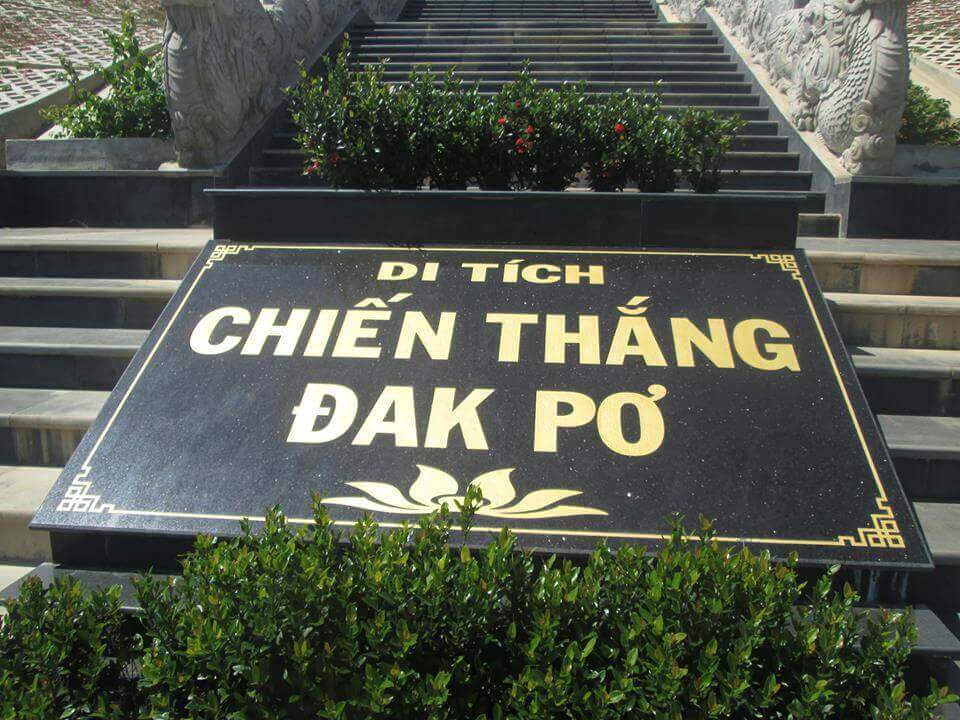 DI TÍCH
CHIẾN THẮNG
ĐAK PƠ